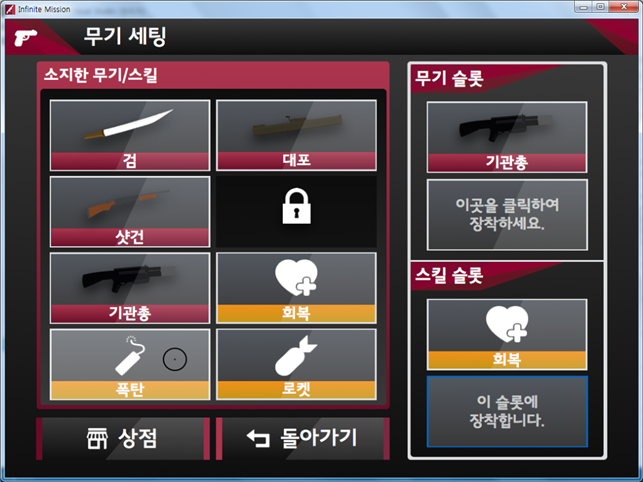 Infinite Mission
무기 세팅
소지한 무기/스킬
검
대포
샷건
기관총
회복
폭탄
로켓
상점
돌아가기
무기 슬롯
기관총
이곳을 클릭하여
장착하세요.
스킬 슬롯
회복
이 슬롯에
장착합니다.